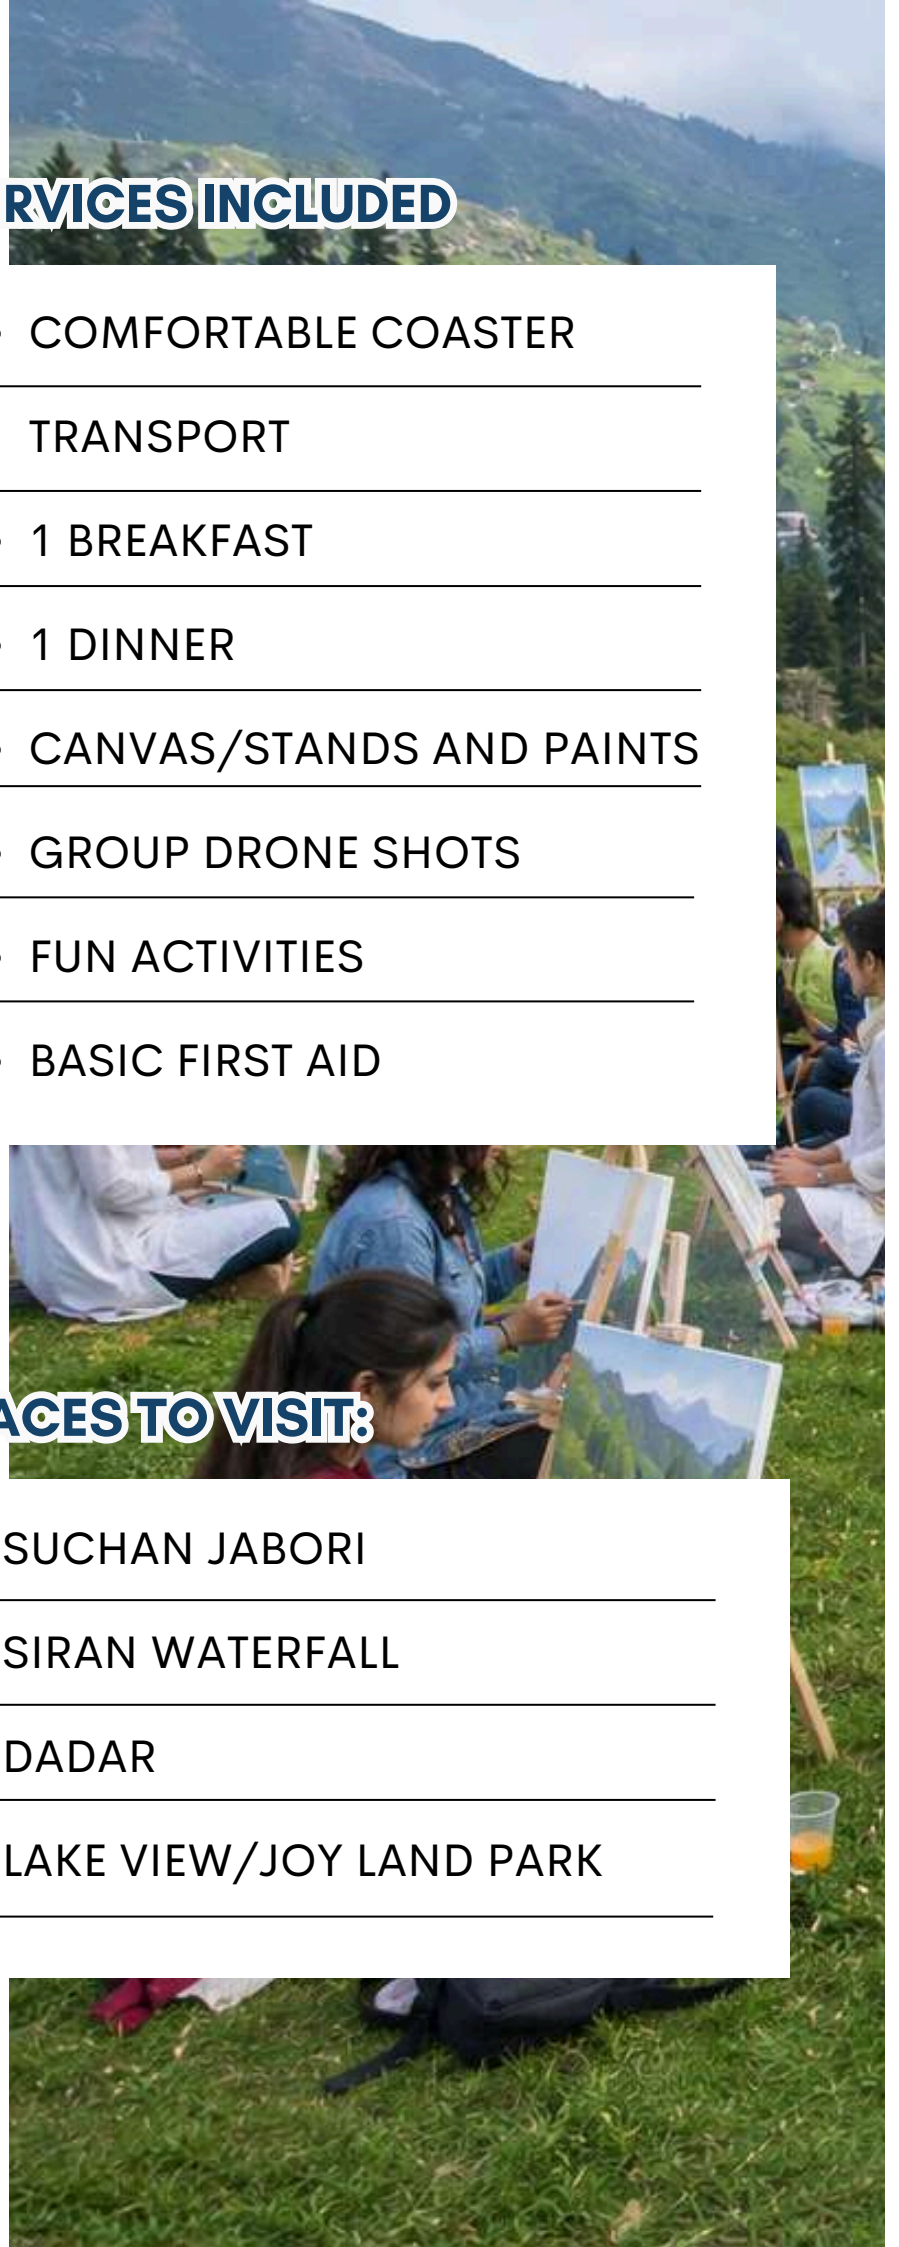 RVICES INCLUDED
• COMFORTABLE COASTER
TRANSPORT
• 1 BREAKFAST
• 1 DINNER
• CANVAS/STANDS AND PAINTS
• GROUP DRONE SHOTS
• FUN ACTIVITIES
• BASIC FIRST AID
ACES TO VISIT:
SUCHAN JABORI
SIRAN WATERFALL
DADAR
LAKE VIEW/JOY LAND PARK